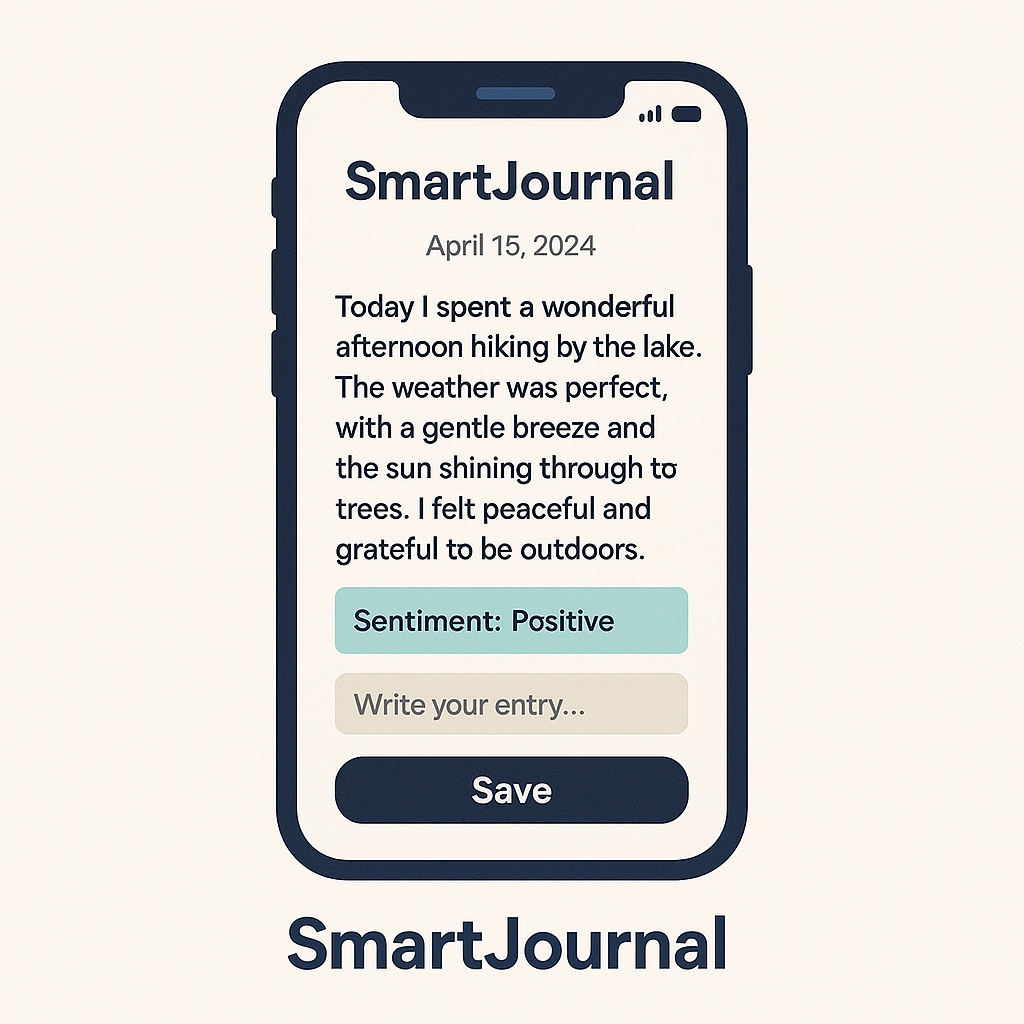 SmartJournal
April 15, 2024
Today I spent a wonderful
afternoon hiking by the lake.
The weather was perfect,
with a gentle breeze and
the sun shining through to
trees. I felt peaceful and
grateful to be outdoors.
Sentiment: Positive
Write your entry...
Save
SmartJournal